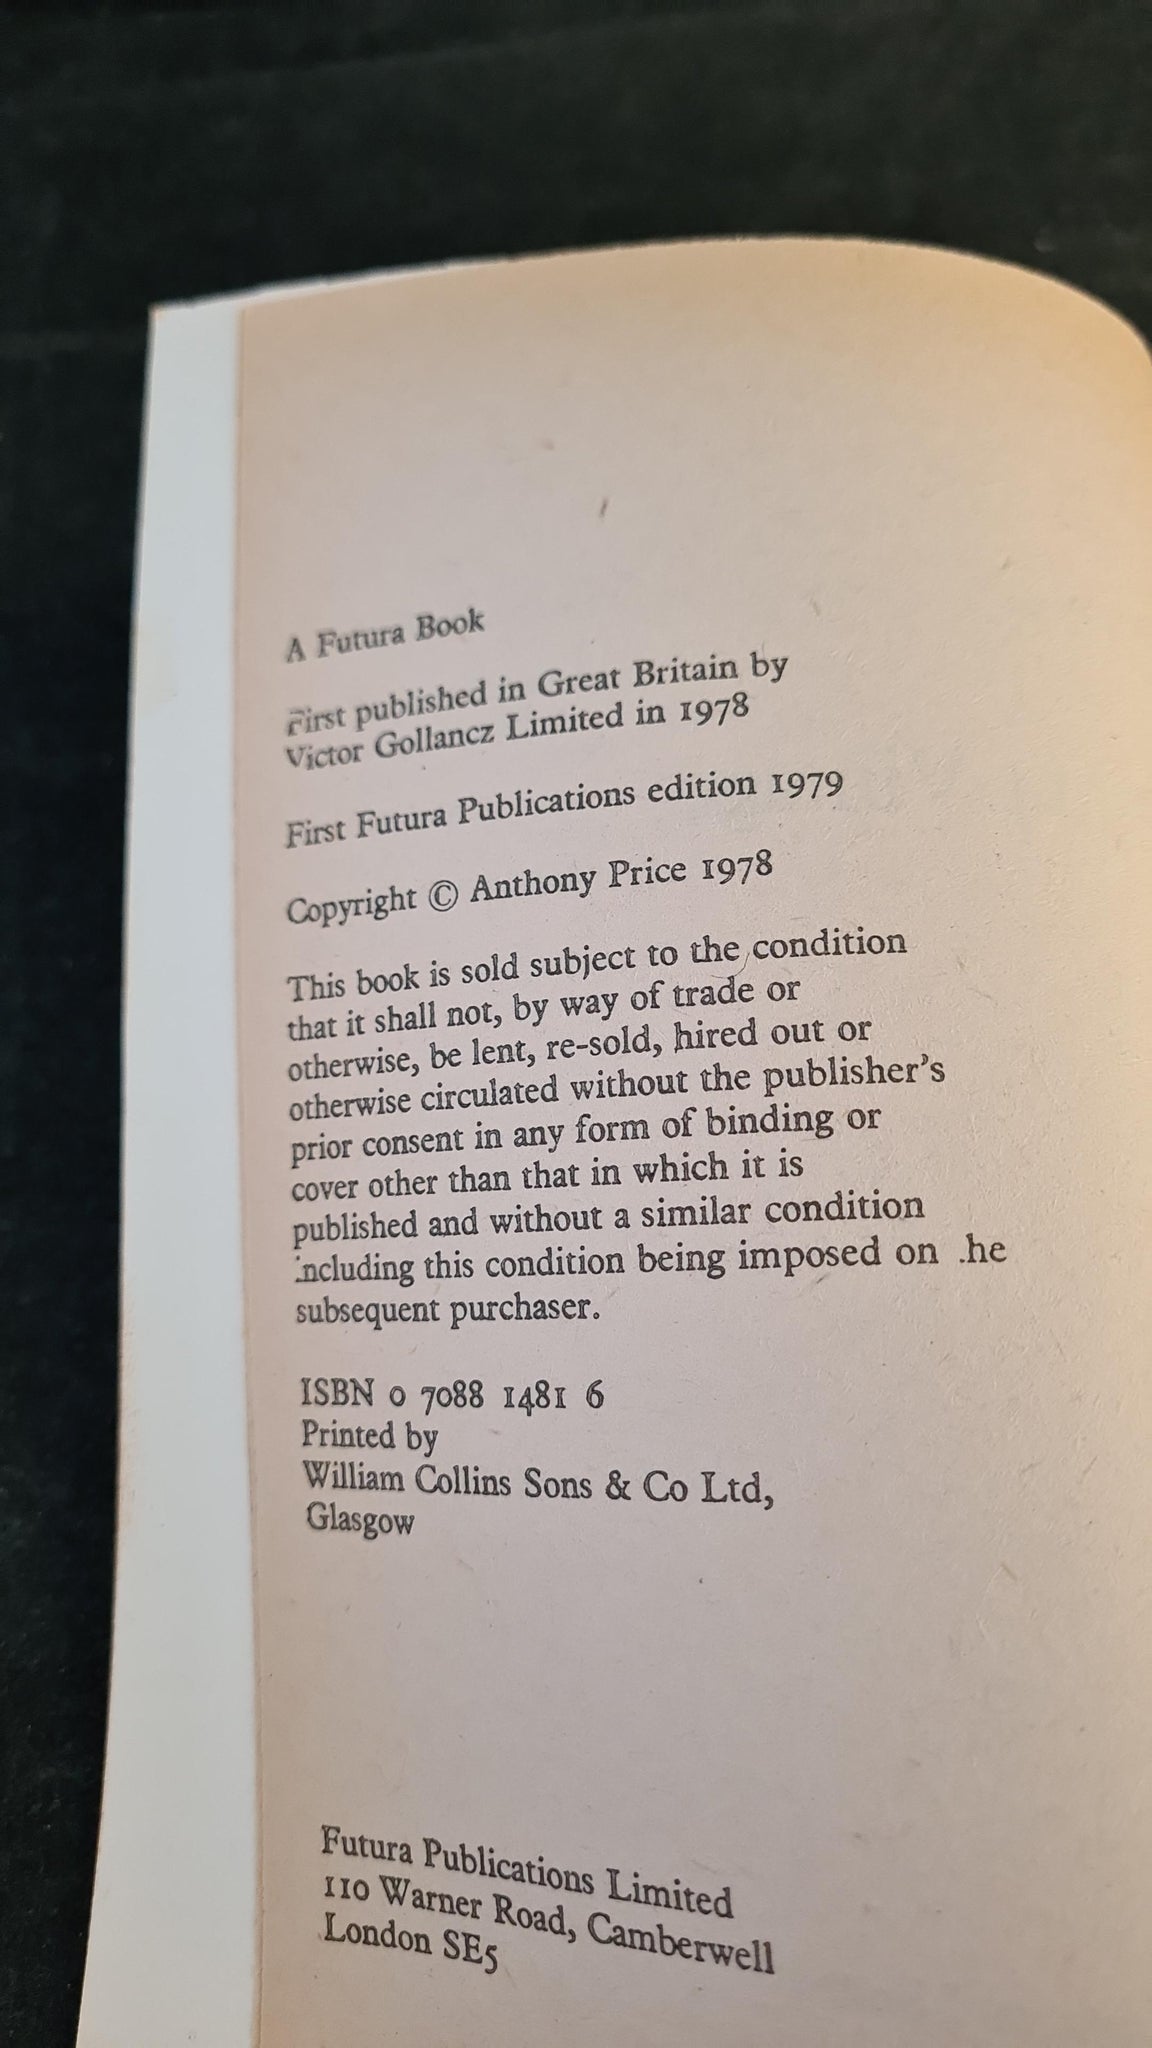 A Futura Book
First published in Great Britain by
Victor Gollancz Limited in 1978
First Futura Publications edition 1979
Copyright © Anthony Price 1978
This book is sold subject to the condition
that it shall not, by way of trade or
otherwise, be lent, re-sold, hired out or
otherwise circulated without the publisher's
prior consent in any form of binding or
cover other than that in which it is
published and without a similar condition
including this condition being imposed on .he
subsequent purchaser.
ISBN 0 7088 1481 6
Printed by
William Collins Sons & Co Ltd,
Glasgow
Futura Publications Limited
110 Warner Road, Camberwell
London SE5